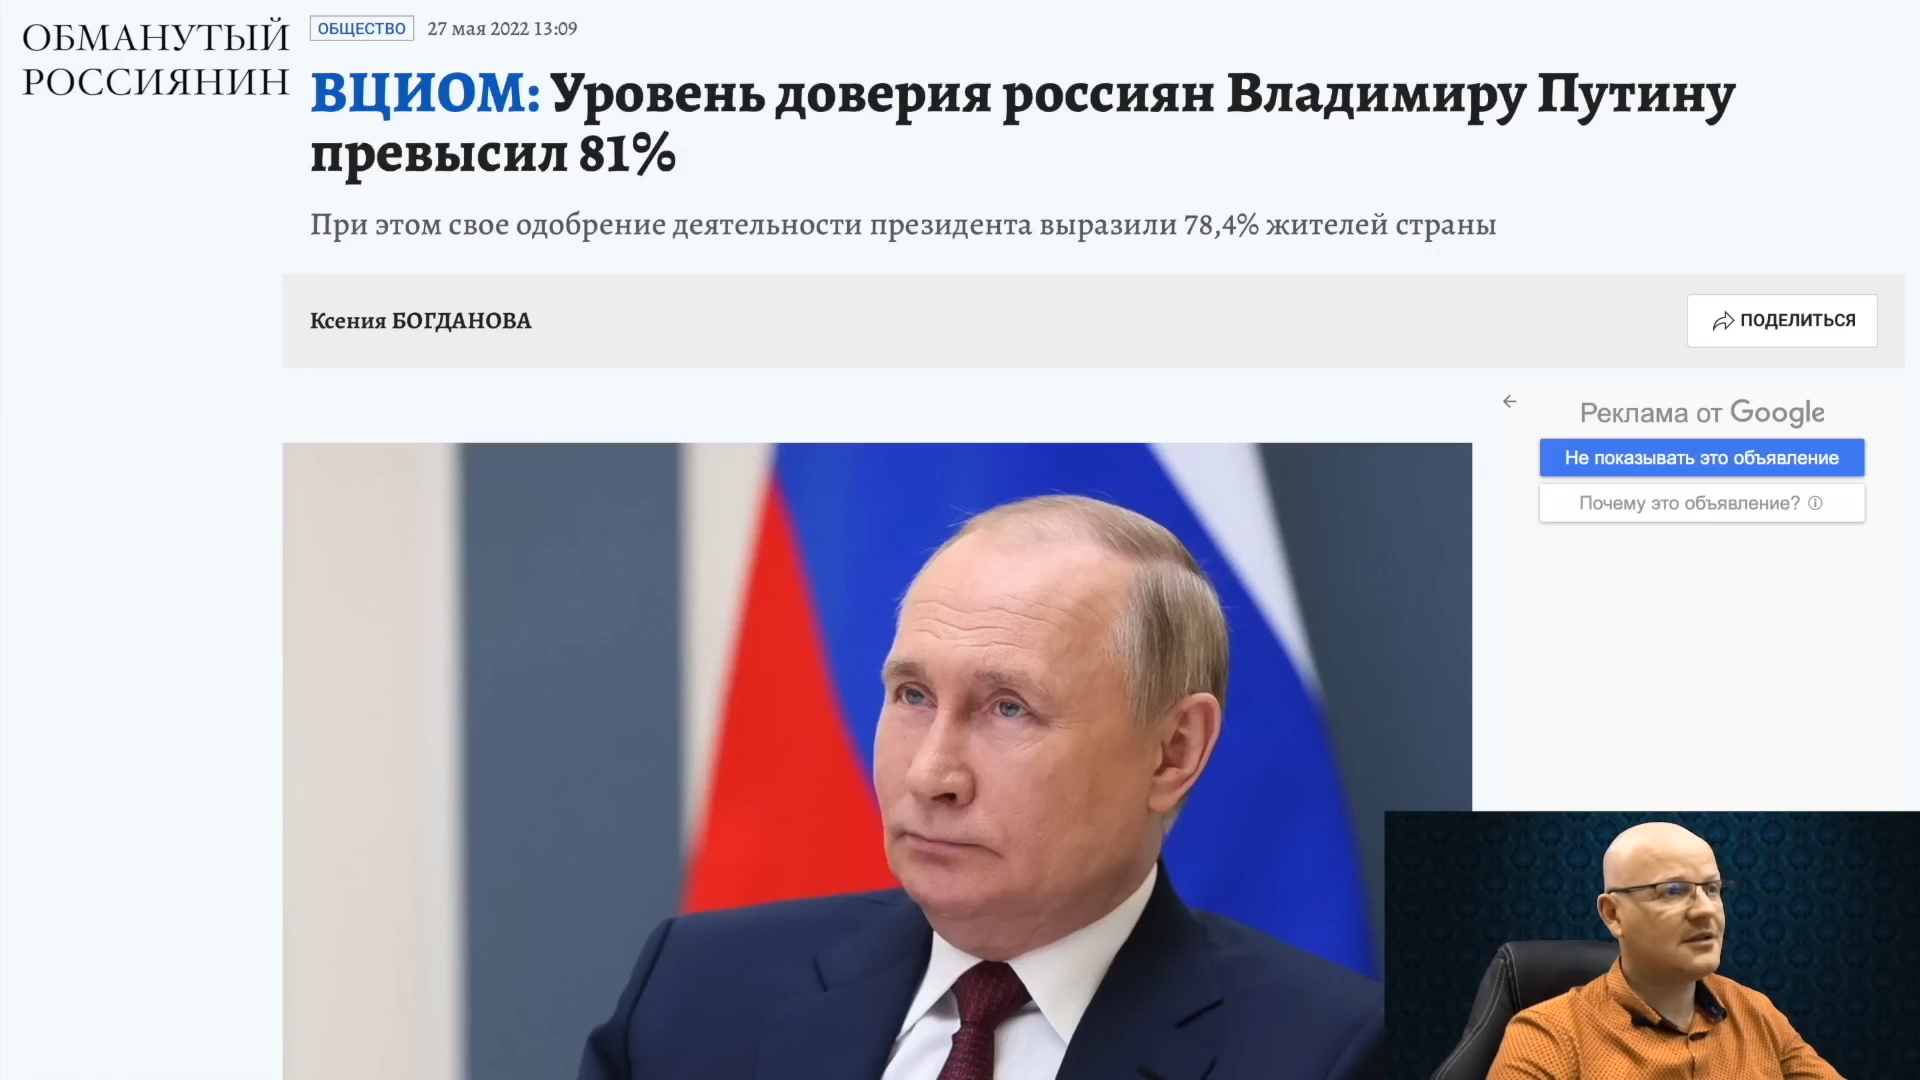 ОБМАНУТЫЙ
РОССИЯНИН
ОБЩЕСТВО 27 мая 2022 13:09
ВЦИОМ: Уровень доверия россиян Владимиру Путину
превысил 81%
При этом свое одобрение деятельности президента выразили 78,4% жителей страны
Ксения БОГДАНОВА
ПОДЕЛИТЬСЯ
Реклама от Google
Не показывать это объявление
Почему это объявление?